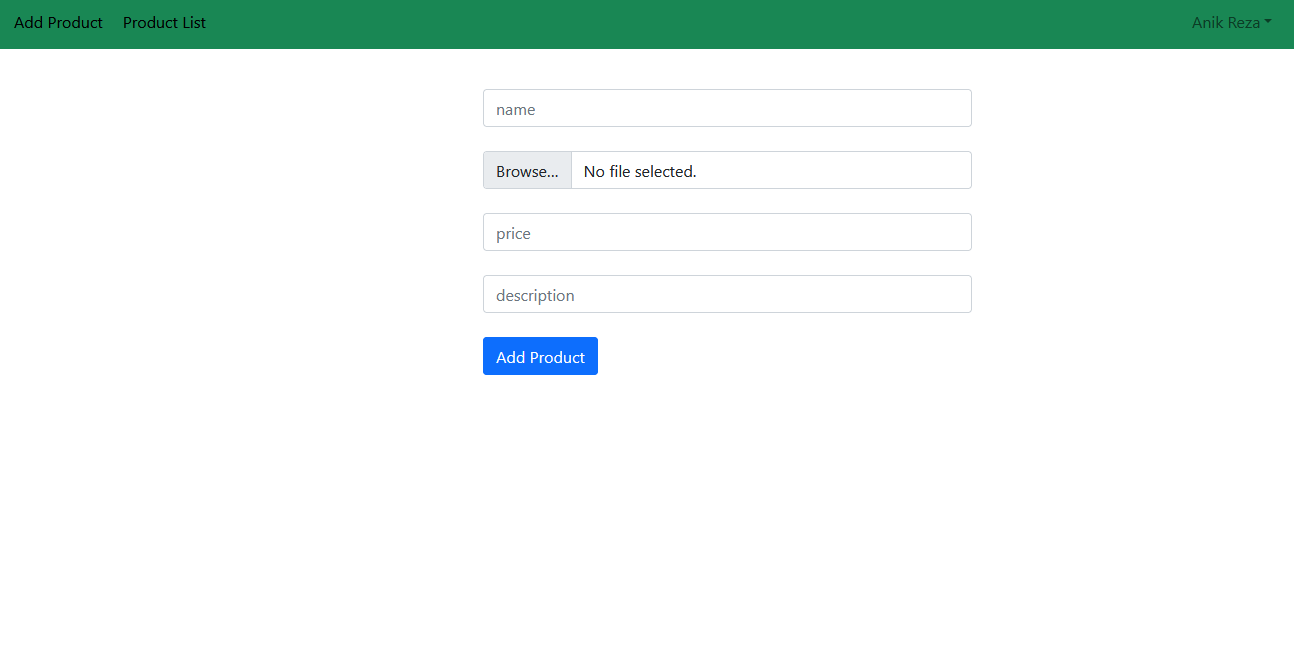 Add Product Product List Anik Reza
name
Browse... No file selected.
price
description
Add Product